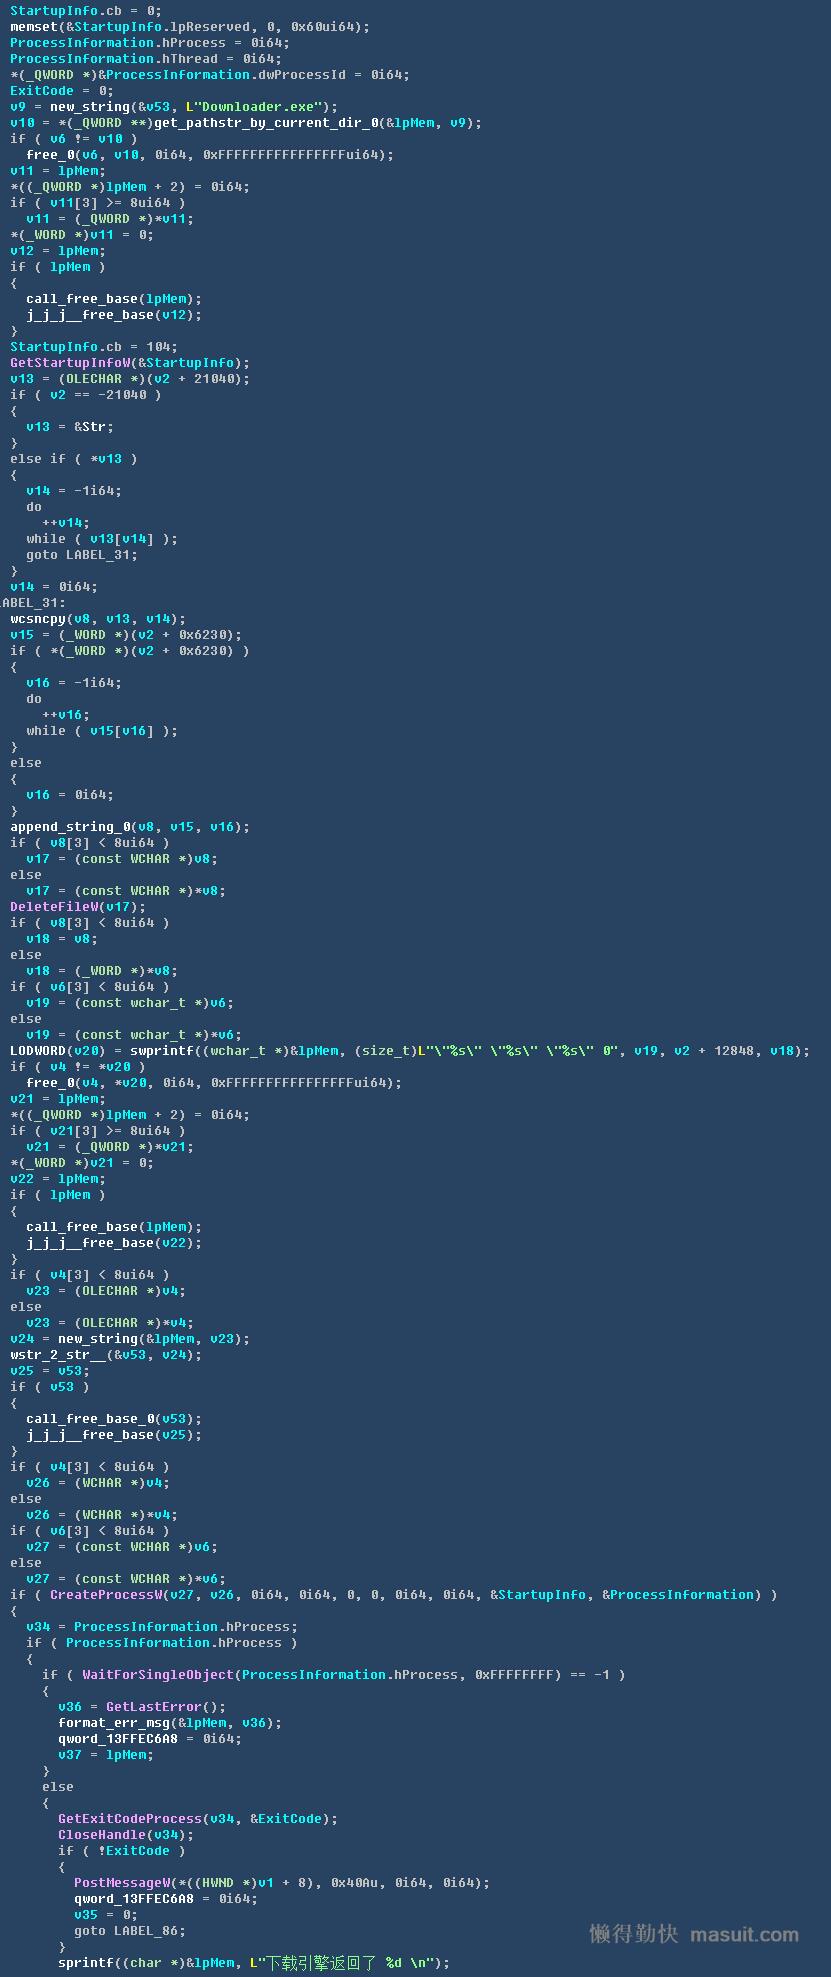 StartupInfo.cb = 0;
memset(&StartupInfo.lpReserved, 0, 0x60ui64);
ProcessInformation.hProcess = 0i64;
ProcessInformation.hThread = 0i64;
*(_QWORD *)&ProcessInformation.dwProcessId = 0i64;
ExitCode = 0;
v9 = new_string(&v53, L"Downloader.exe");
v10 = *(_QWORD **)get_pathstr_by_current_dir_0(&lpMem, v9);
if ( v6 != v10 )
free_0(v6, v10, 0i64, 0xFFFFFFFFFFFFFFFFui64);
v11 = lpMem;
*((_QWORD *)lpMem + 2) = 0i64;
if ( v11[3] >= 8ui64 )
v11 = (_QWORD *)*v11;
*(_WORD *)v11 = 0;
v12 = lpMem;
if ( lpMem )
{
call_free_base(lpMem);
j_j_j__free_base(v12);
}
StartupInfo.cb = 104;
GetStartupInfoW(&StartupInfo);
v13 = (OLECHAR *)(v2 + 21040);
if ( v2 == -21040 )
{
v13 = &Str;
}
else if ( *v13 )
{
v14 = -1i64;
do
++v14;
while ( v13[v14] );
goto LABEL_31;
}
v14 = 0i64;
LABEL_31:
wcsncpy(v8, v13, v14);
v15 = (_WORD *)(v2 + 0x6230);
if ( *(_WORD *)(v2 + 0x6230) )
{
v16 = -1i64;
do
++v16;
while ( v15[v16] );
}
else
{
v16 = 0i64;
}
append_string_0(v8, v15, v16);
if ( v8[3] < 8ui64 )
v17 = (const WCHAR *)v8;
else
v17 = (const WCHAR *)*v8;
DeleteFileW(v17);
if ( v8[3] < 8ui64 )
v18 = v8;
else
v18 = (_WORD *)*v8;
if ( v6[3] < 8ui64 )
v19 = (const wchar_t *)v6;
else
v19 = (const wchar_t *)*v6;
LODWORD(v20) = swprintf((wchar_t *)&lpMem, (size_t)L"\"%s\" \"%s\" \"%s\" 0", v19, v2 + 12848, v18);
if ( v4 != *v20 )
free_0(v4, *v20, 0i64, 0xFFFFFFFFFFFFFFFFui64);
v21 = lpMem;
*((_QWORD *)lpMem + 2) = 0i64;
if ( v21[3] >= 8ui64 )
v21 = (_QWORD *)*v21;
*(_WORD *)v21 = 0;
v22 = lpMem;
if ( lpMem )
{
call_free_base(lpMem);
j_j_j__free_base(v22);
}
if ( v4[3] < 8ui64 )
v23 = (OLECHAR *)v4;
else
v23 = (OLECHAR *)*v4;
v24 = new_string(&lpMem, v23);
wstr_2_str__(&v53, v24);
v25 = v53;
if ( v53 )
{
call_free_base_0(v53);
j_j_j__free_base(v25);
}
if ( v4[3] < 8ui64 )
v26 = (WCHAR *)v4;
else
v26 = (WCHAR *)*v4;
if ( v6[3] < 8ui64 )
v27 = (const WCHAR *)v6;
else
v27 = (const WCHAR *)*v6;
if ( CreateProcessW(v27, v26, 0i64, 0i64, 0, 0, 0i64, 0i64, &StartupInfo, &ProcessInformation) )
{
v34 = ProcessInformation.hProcess;
if ( ProcessInformation.hProcess )
{
if ( WaitForSingleObject(ProcessInformation.hProcess, 0xFFFFFFFF) == -1 )
{
v36 = GetLastError();
format_err_msg(&lpMem, v36);
qword_13FFEC6A8 = 0i64;
v37 = lpMem;
}
else
{
GetExitCodeProcess(v34, &ExitCode);
CloseHandle(v34);
if ( !ExitCode )
{
PostMessageW(*((HWND *)v1 + 8), 0x40Au, 0i64, 0i64);
qword_13FFEC6A8 = 0i64;
v35 = 0;
goto LABEL_86;
}
sprintf((char *)&lpMem, L"下载引擎返回了 %d \n");
懒得勤快 masuit.com